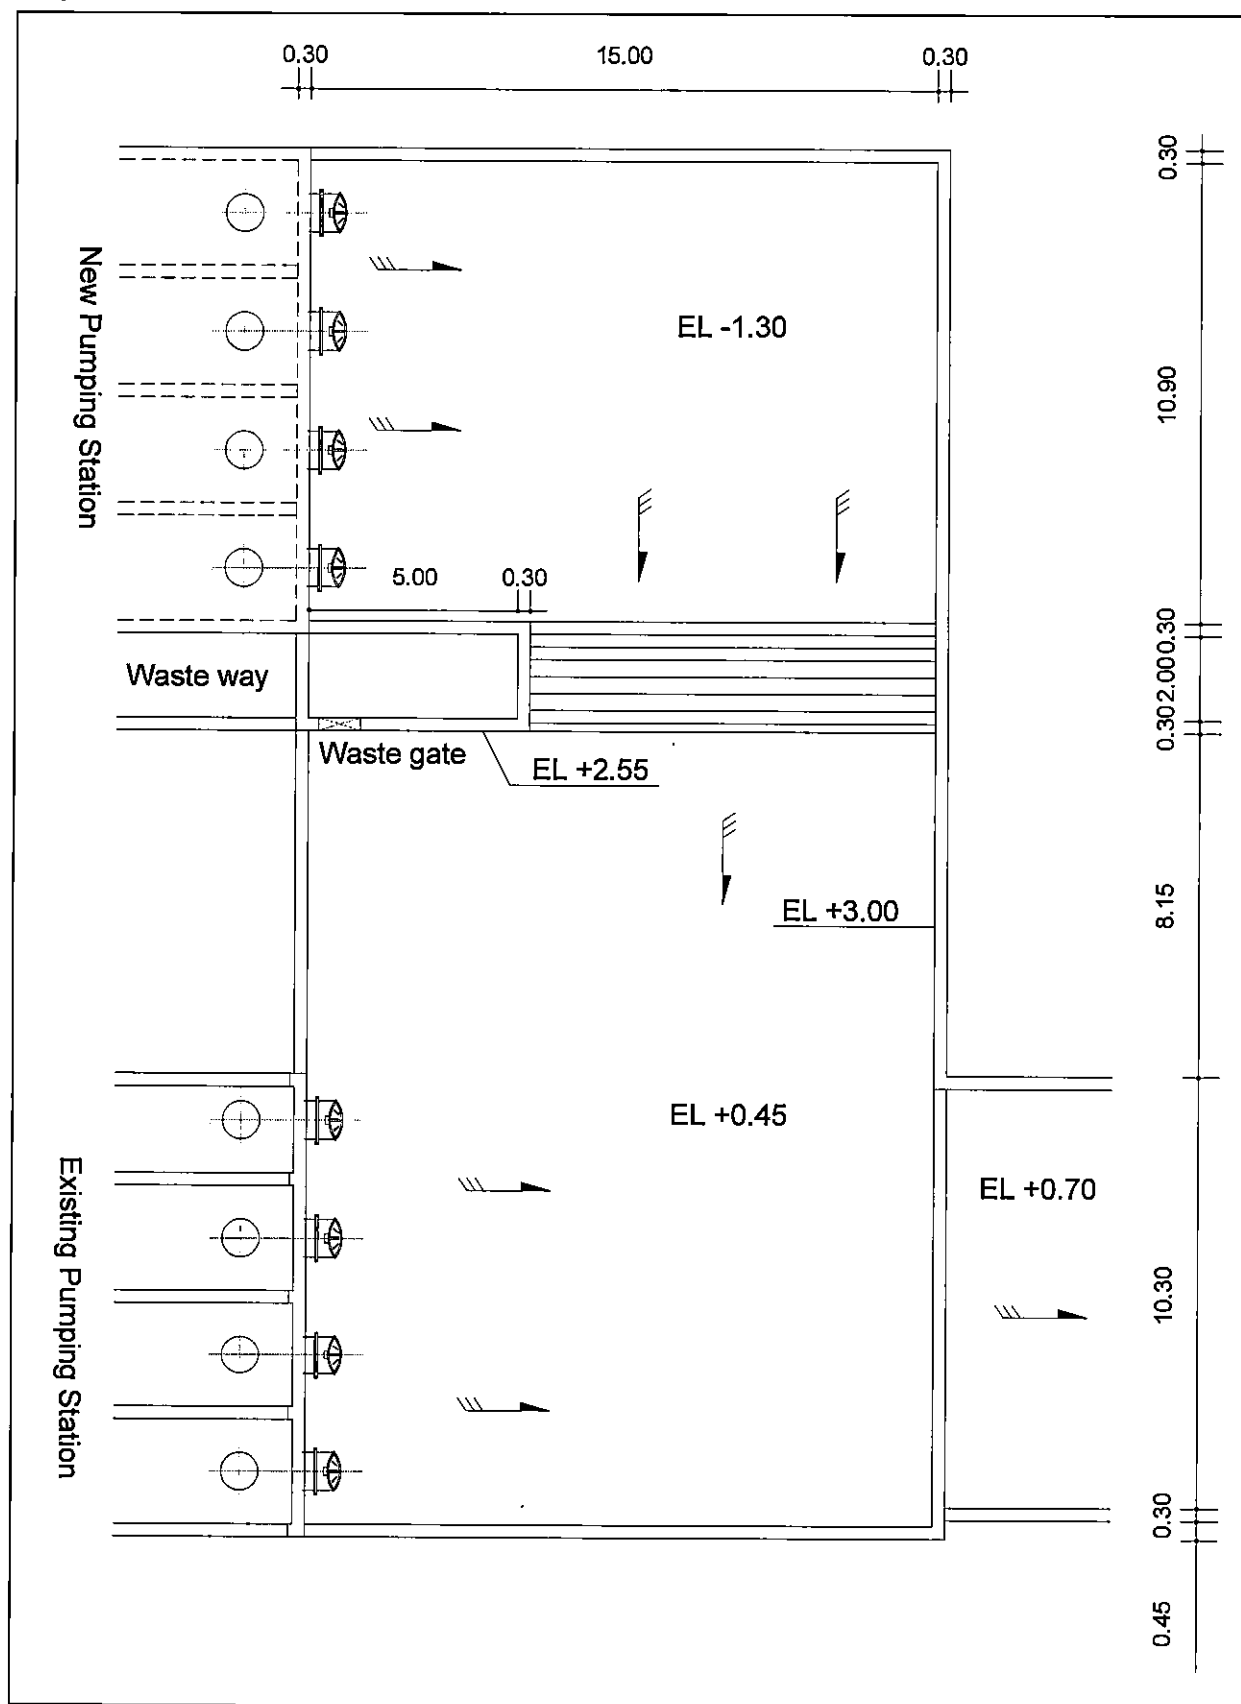 0.30 15.00 0.30
0.30
New Pumping Station
EL -1.30
10.90
5.00 0.30
0.30
Waste way
2.00
0.30
Waste gate
EL +2.55
EL +3.00
8.15
EL +0.45
EL +0.70
Existing Pumping Station
10.30
0.30
0.45